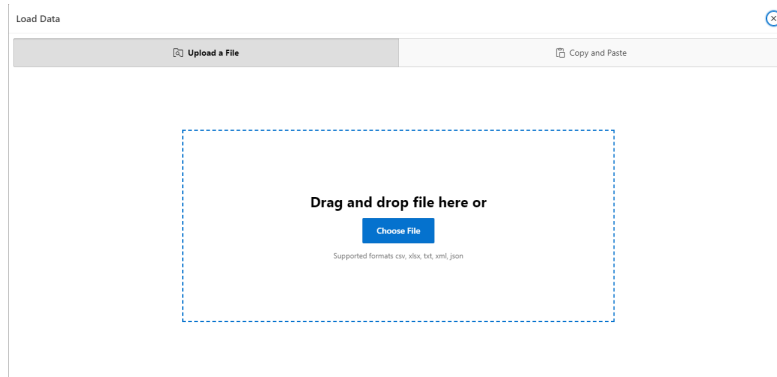 Load Data
Upload a File
Copy and Paste
Drag and drop file here or
Choose File
Supported formats csv, xlsx, txt, xml, json